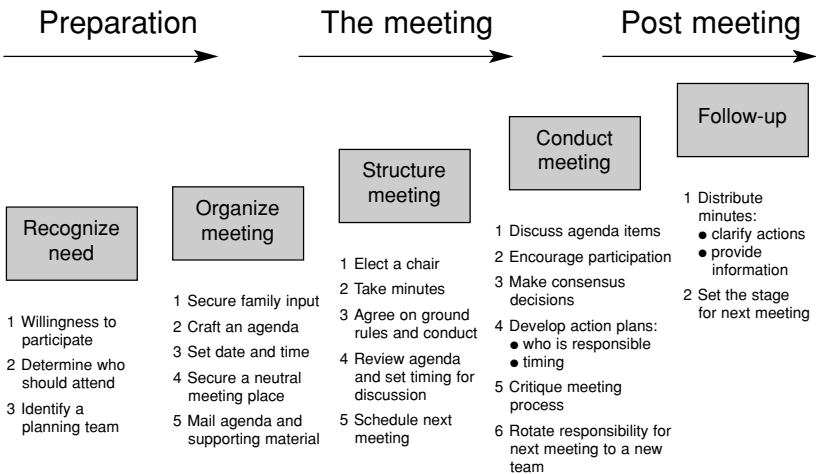 Preparation
The meeting
Post meeting
Recognize
need
1 Willingness to
participate
2 Determine who
should attend
3 Identify a
planning team
Organize
meeting
1 Secure family input
2 Craft an agenda
3 Set date and time
4 Secure a neutral
meeting place
5 Mail agenda and
supporting material
Structure
meeting
1 Elect a chair
2 Take minutes
3 Agree on ground
rules and conduct
4 Review agenda
and set timing for
discussion
5 Schedule next
meeting
Conduct
meeting
1 Discuss agenda items
2 Encourage participation
3 Make consensus
decisions
4 Develop action plans:
● who is responsible
● timing
5 Critique meeting
process
6 Rotate responsibility for
next meeting to a new
team
Follow-up
1 Distribute
minutes:
● clarify actions
● provide
information
2 Set the stage
for next meeting